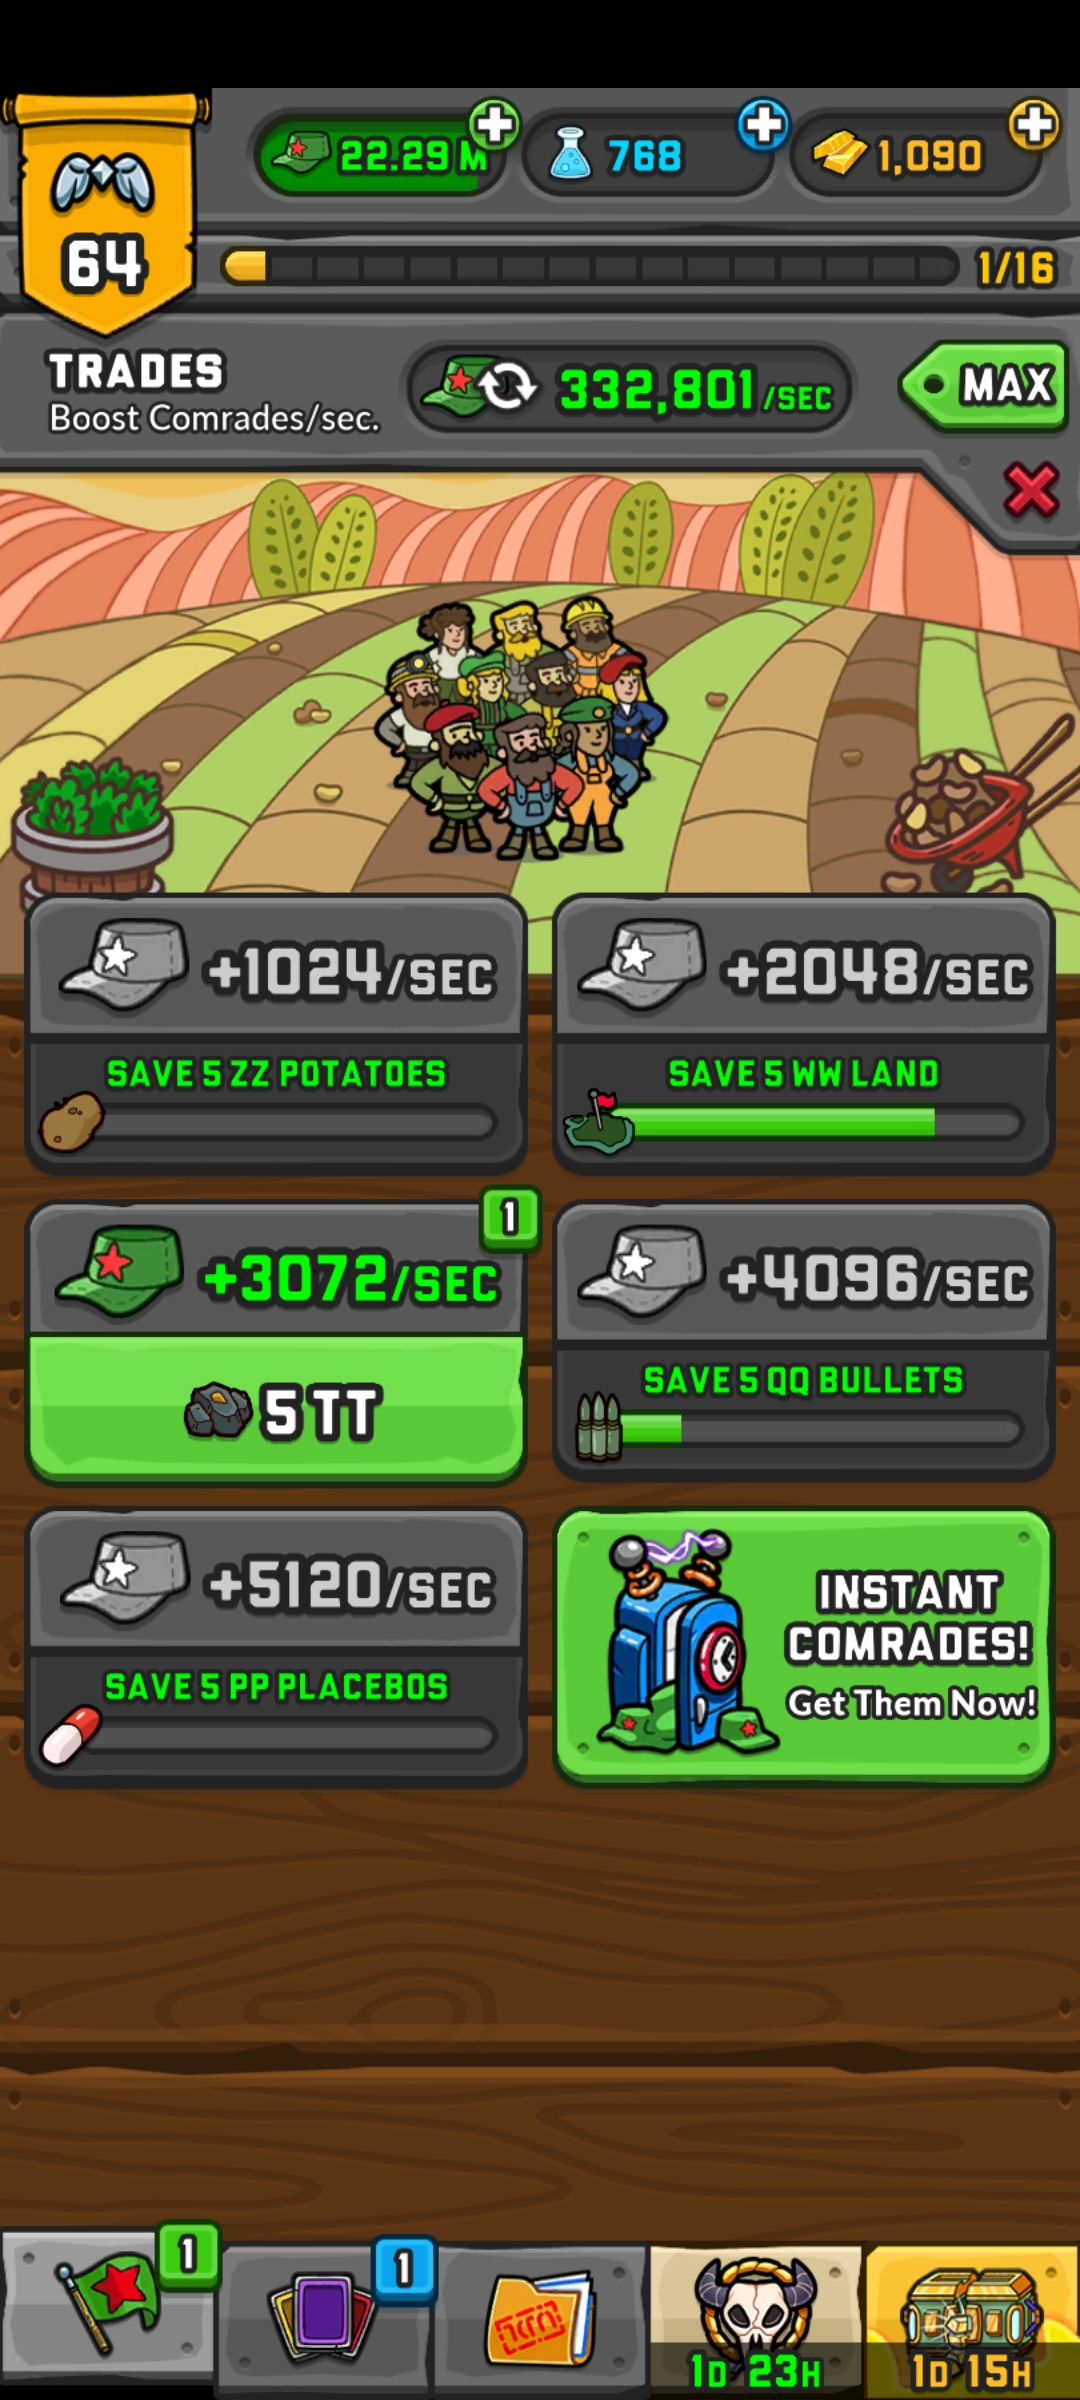 22.29 M
768
1,090
64
1/16
TRADES
Boost Comrades/sec.
332,801 /SEC
MAX
+1024/SEC
SAVE 5 ZZ POTATOES
+2048/SEC
SAVE 5 WW LAND
1
+3072/SEC
5 TT
+4096/SEC
SAVE 5 QQ BULLETS
+5120/SEC
SAVE 5 PP PLACEBOS
INSTANT
COMRADES!
Get Them Now!
1
1
1D 23H
1D 15H